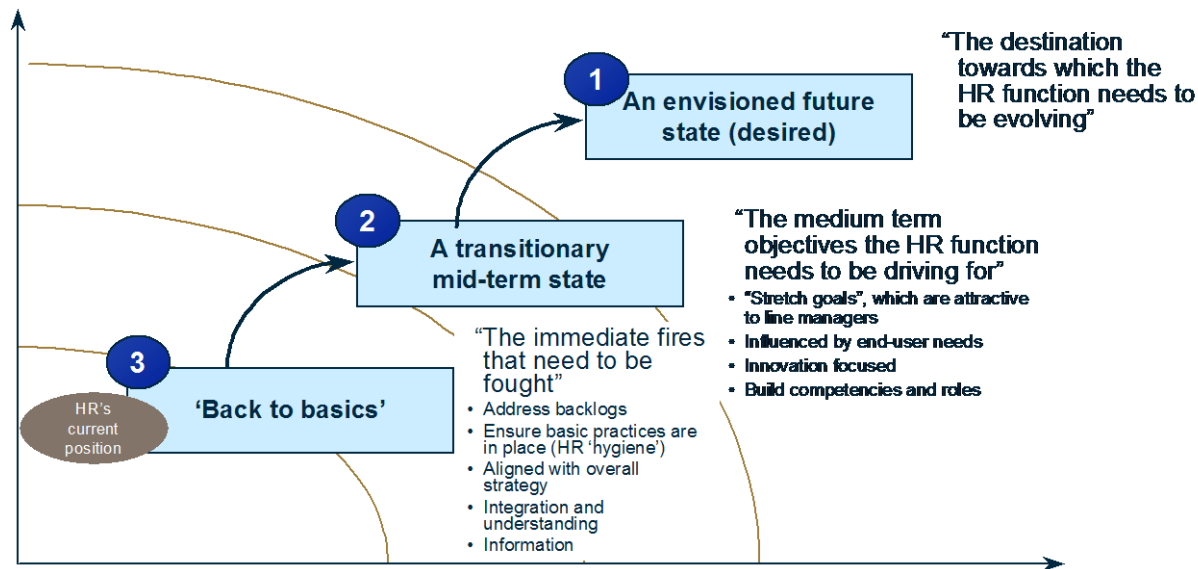 1
An envisioned future
state (desired)
“The destination
towards which the
HR function needs to
be evolving”
2
A transitionary
mid-term state
“The medium term
objectives the HR function
needs to be driving for”
• “Stretch goals”, which are attractive
to line managers
• Influenced by end-user needs
• Innovation focused
• Build competencies and roles
3
‘Back to basics’
HR’s
current
position
“The immediate fires
that need to be
fought”
• Address backlogs
• Ensure basic practices are
in place (HR ‘hygiene’)
• Aligned with overall
strategy
• Integration and
understanding
• Information